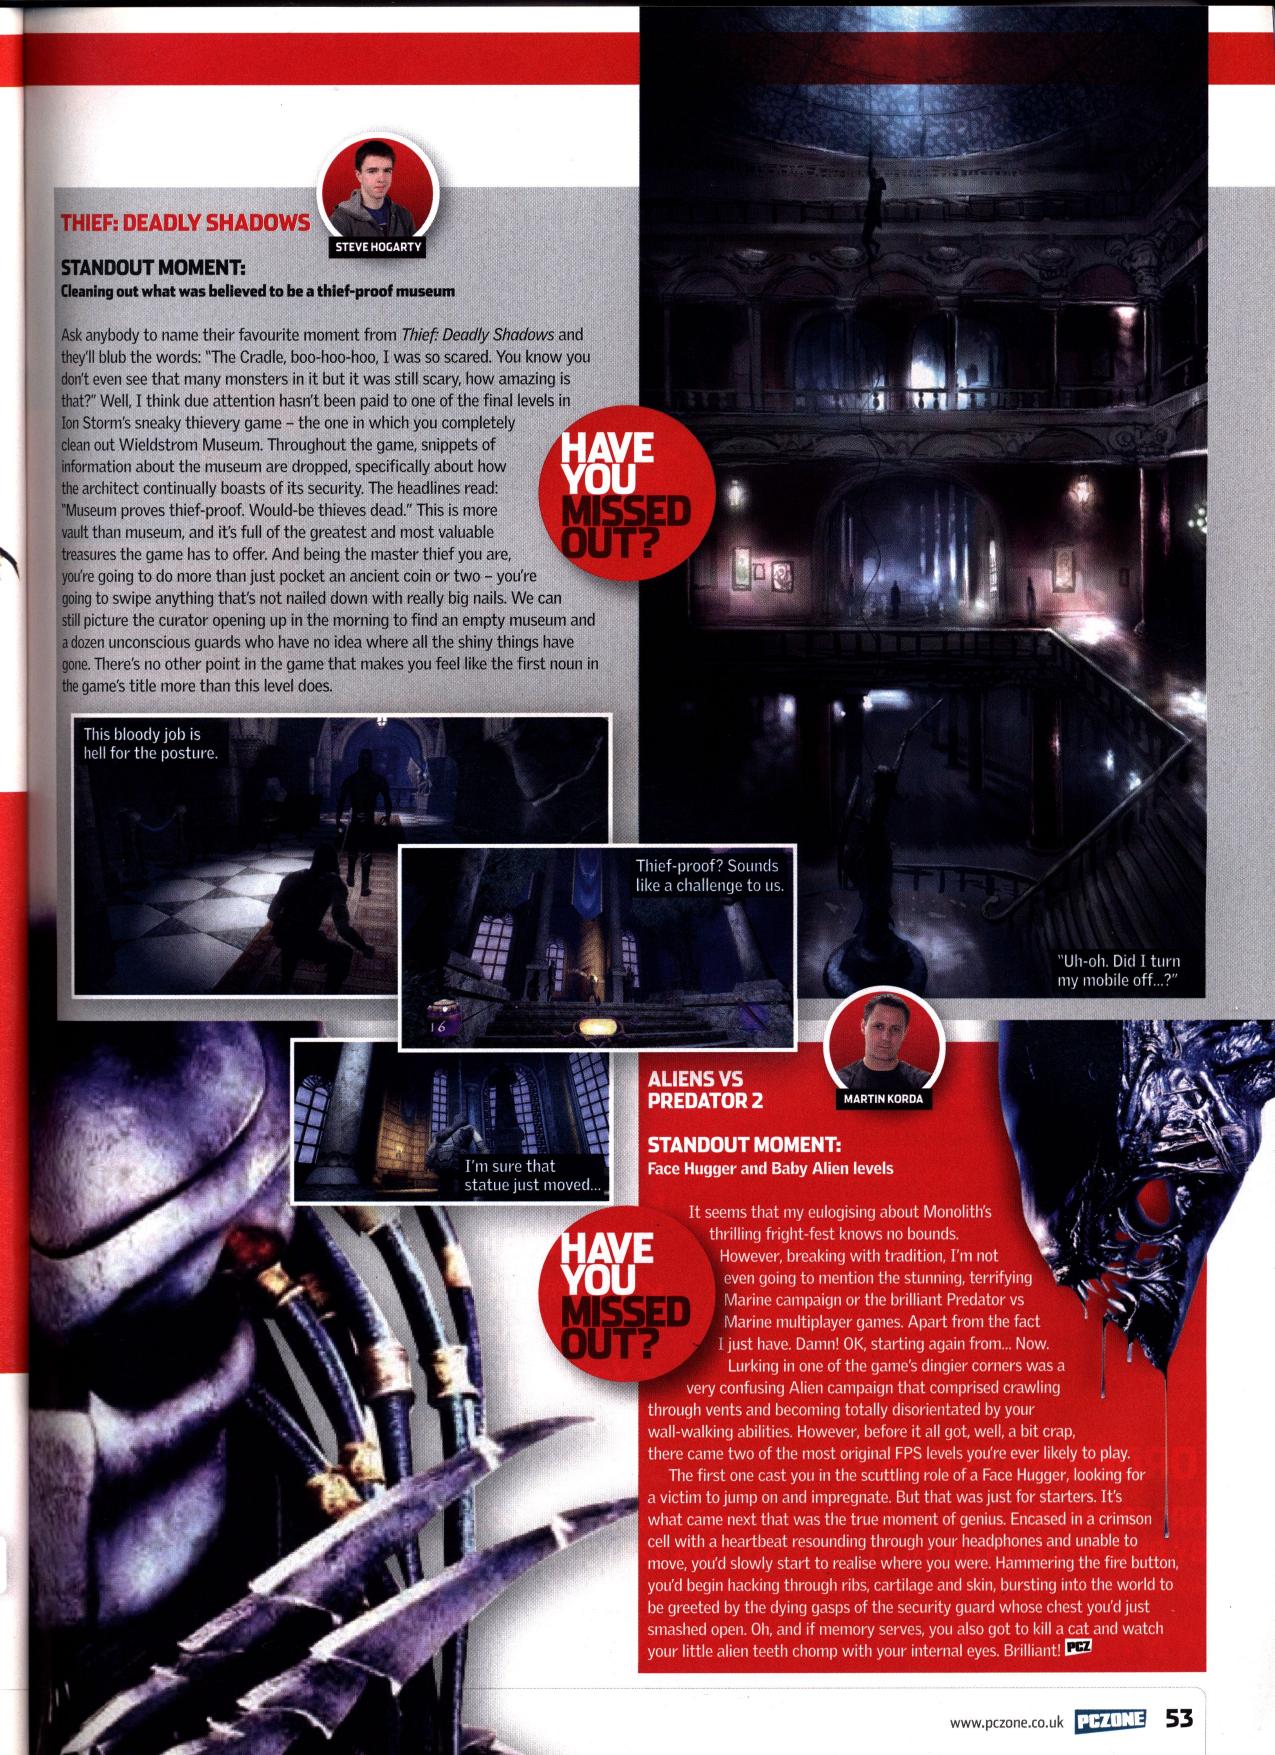 THIEF: DEADLY SHADOWS
STEVE HOGARTY
STANDOUT MOMENT:
Cleaning out what was believed to be a thief-proof museum
Ask anybody to name their favourite moment from Thief: Deadly Shadows and
they'll blub the words: "The Cradle, boo-hoo-hoo, I was so scared. You know you
don't even see that many monsters in it but it was still scary, how amazing is
that?" Well, I think due attention hasn't been paid to one of the final levels in
Ion Storm's sneaky thievery game – the one in which you completely
clean out Wieldstrom Museum. Throughout the game, snippets of
information about the museum are dropped, specifically about how
the architect continually boasts of its security. The headlines read:
"Museum proves thief-proof. Would-be thieves dead." This is more
vault than museum, and it's full of the greatest and most valuable
treasures the game has to offer. And being the master thief you are,
you're going to do more than just pocket an ancient coin or two – you're
going to swipe anything that's not nailed down with really big nails. We can
still picture the curator opening up in the morning to find an empty museum and
a dozen unconscious guards who have no idea where all the shiny things have
gone. There's no other point in the game that makes you feel like the first noun in
the game's title more than this level does.
HAVE
YOU
MISSED
OUT?
This bloody job is
hell for the posture.
Thief-proof? Sounds
like a challenge to us.
16
"Uh-oh. Did I turn
my mobile off...?"
I'm sure that
statue just moved...
ALIENS VS
PREDATOR 2
MARTIN KORDA
STANDOUT MOMENT:
Face Hugger and Baby Alien levels
HAVE
YOU
MISSED
OUT?
It seems that my eulogising about Monolith's
thrilling fright-fest knows no bounds.
However, breaking with tradition, I'm not
even going to mention the stunning, terrifying
Marine campaign or the brilliant Predator vs
Marine multiplayer games. Apart from the fact
I just have. Damn! OK, starting again from... Now.
Lurking in one of the game's dingier corners was a
very confusing Alien campaign that comprised crawling
through vents and becoming totally disorientated by your
wall-walking abilities. However, before it all got, well, a bit crap,
there came two of the most original FPS levels you're ever likely to play.
The first one cast you in the scuttling role of a Face Hugger, looking for
a victim to jump on and impregnate. But that was just for starters. It's
what came next that was the true moment of genius. Encased in a crimson
cell with a heartbeat resounding through your headphones and unable to
move, you'd slowly start to realise where you were. Hammering the fire button,
you'd begin hacking through ribs, cartilage and skin, bursting into the world to
be greeted by the dying gasps of the security guard whose chest you'd just
smashed open. Oh, and if memory serves, you also got to kill a cat and watch
your little alien teeth chomp with your internal eyes. Brilliant! PCZ
www.pczone.co.uk PCZONE 53